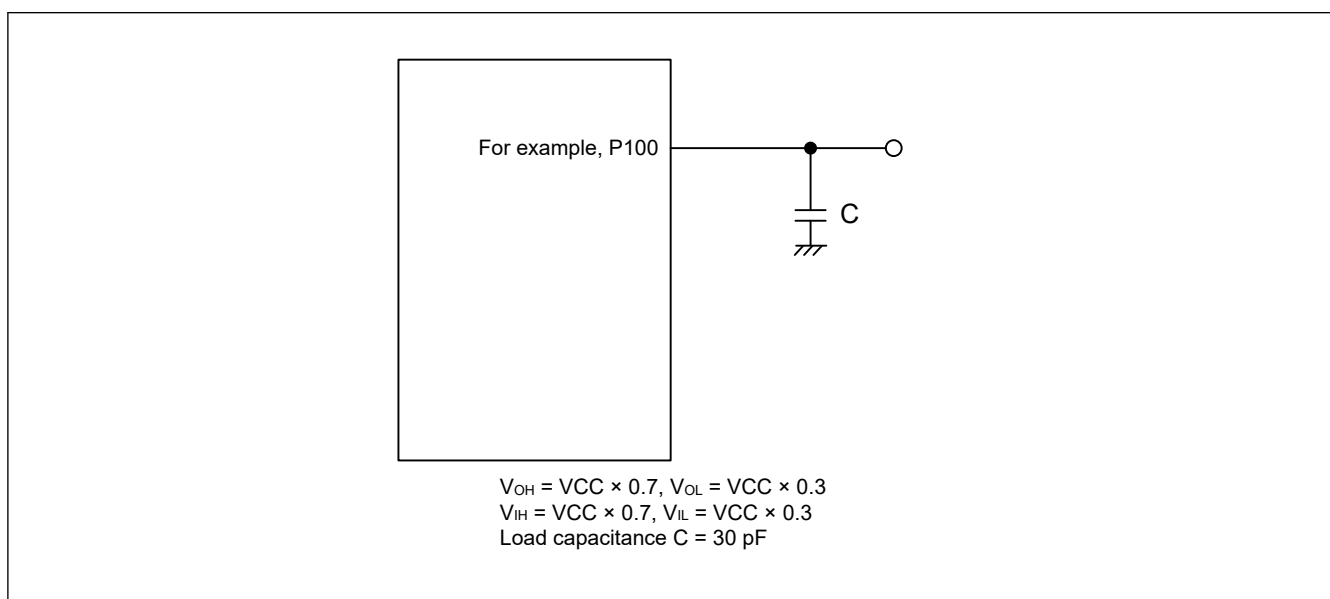 For example, P100
C
VOH = VCC × 0.7, VOL = VCC × 0.3
VIH = VCC × 0.7, VIL = VCC × 0.3
Load capacitance C = 30 pF